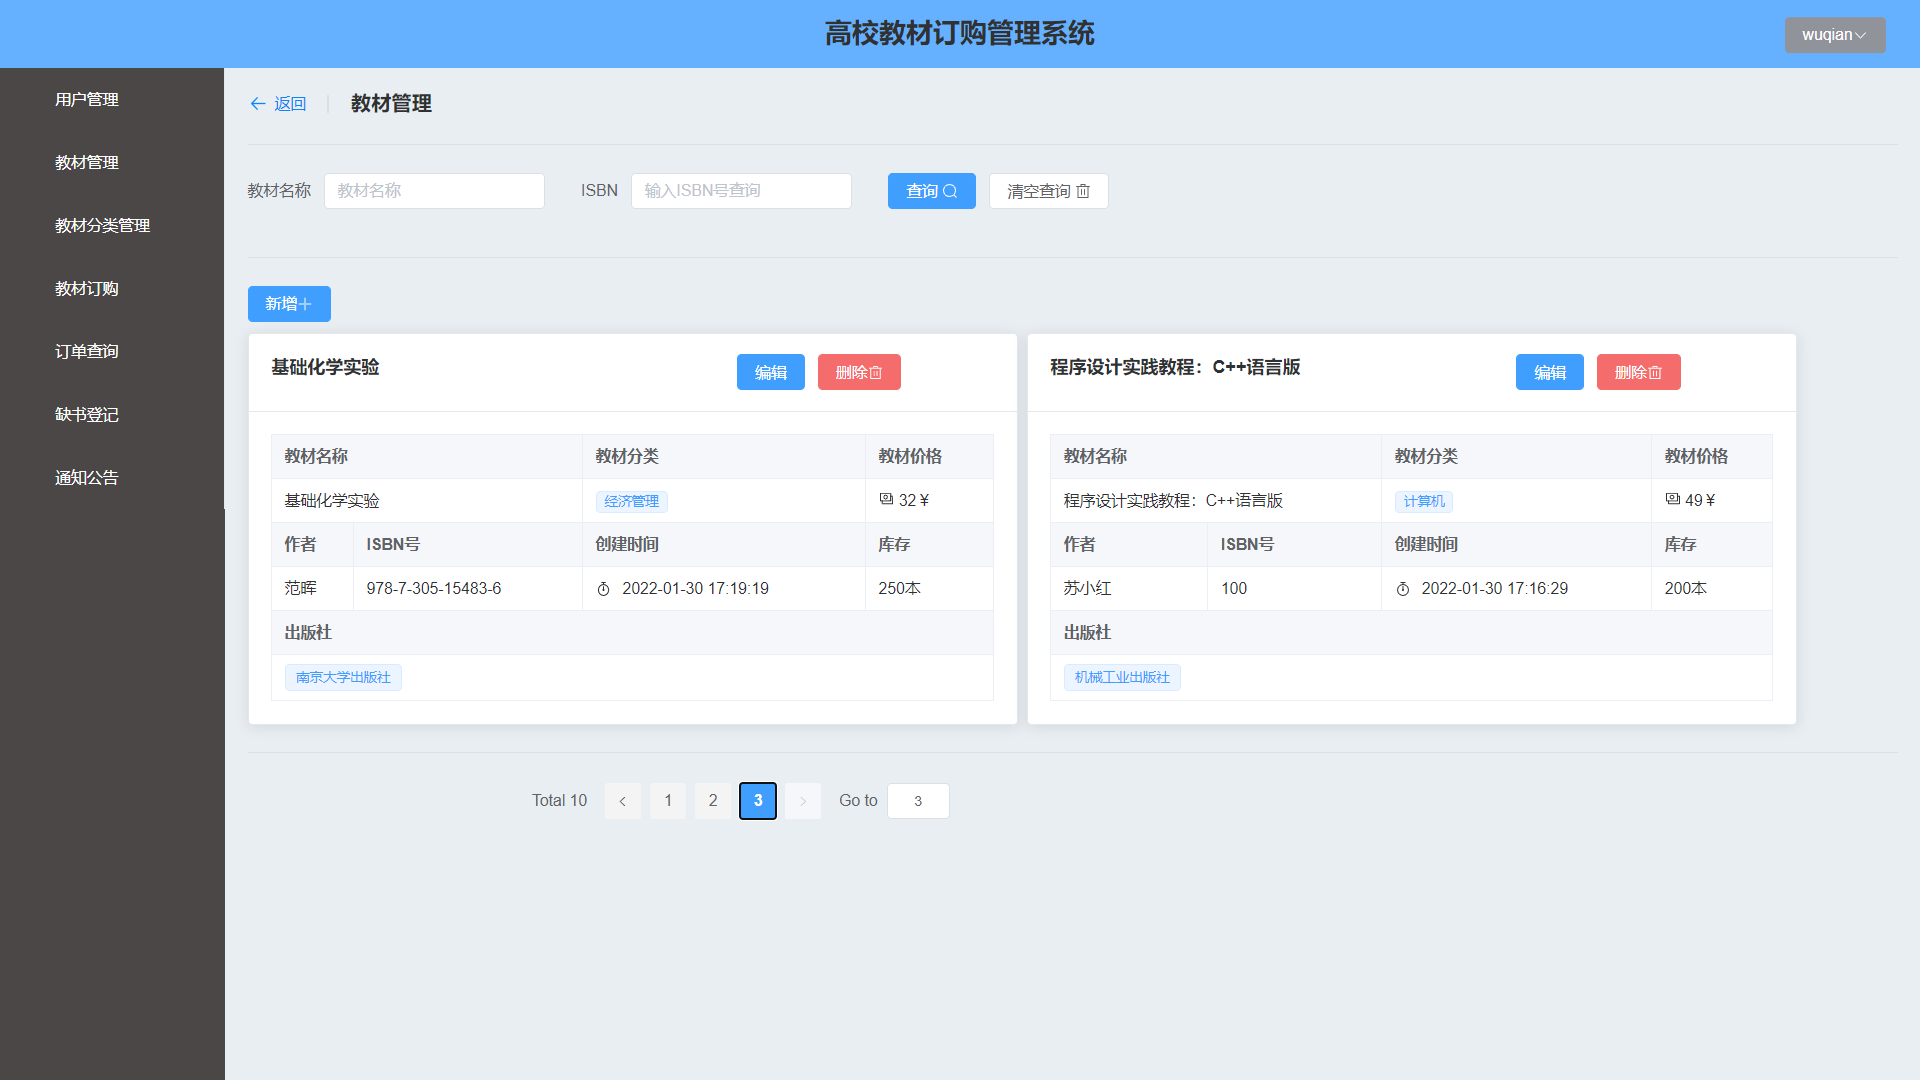 高校教材订购管理系统
wuqian
用户管理
教材管理
教材分类管理
教材订购
订单查询
缺书登记
通知公告
返回 教材管理
教材名称 教材名称 ISBN 输入ISBN号查询 查询 清空查询
新增
基础化学实验 编辑 删除
教材名称 教材分类 教材价格
基础化学实验 经济管理 32 ¥
作者 ISBN号 创建时间 库存
范晖 978-7-305-15483-6 2022-01-30 17:19:19 250本
出版社
南京大学出版社
程序设计实践教程：C++语言版 编辑 删除
教材名称 教材分类 教材价格
程序设计实践教程：C++语言版 计算机 49 ¥
作者 ISBN号 创建时间 库存
苏小红 100 2022-01-30 17:16:29 200本
出版社
机械工业出版社
Total 10 1 2 3 Go to 3